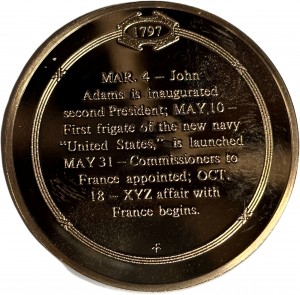 1797
MAR. 4 – John
Adams is inaugurated
second President; MAY 10 –
First frigate of the new navy
"United States," is launched
MAY 31 – Commissioners to
France appointed; OCT.
18 – XYZ affair with
France begins.